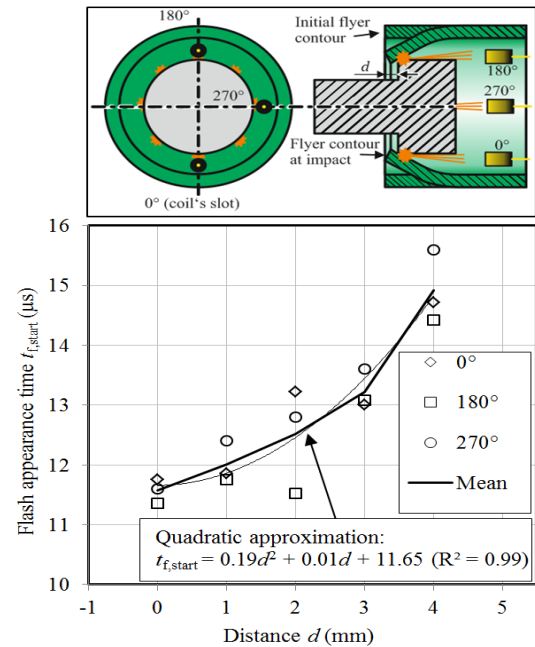 180°
270°
0° (coil's slot)
Initial flyer
contour
d
Flyer contour
at impact
180°
270°
0°
Flash appearance time t_f,start (µs)
16
15
14
13
12
11
10
0°
180°
270°
Mean
Quadratic approximation:
t_f,start = 0.19d² + 0.01d + 11.65 (R² = 0.99)
-1 0 1 2 3 4 5
Distance d (mm)